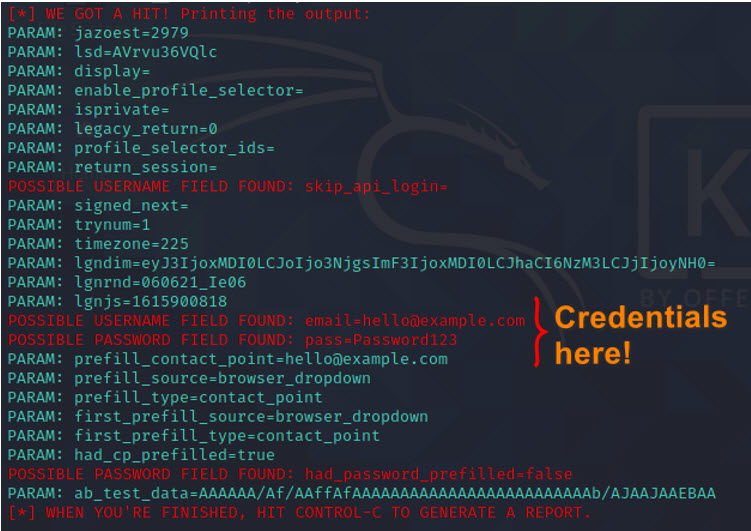 [*] WE GOT A HIT! Printing the output:
PARAM: jazoest=2979
PARAM: lsd=AVrvu36VQlc
PARAM: display=
PARAM: enable_profile_selector=
PARAM: isprivate=
PARAM: legacy_return=0
PARAM: profile_selector_ids=
PARAM: return_session=
POSSIBLE USERNAME FIELD FOUND: skip_api_login=
PARAM: signed_next=
PARAM: trynum=1
PARAM: timezone=225
PARAM: lgndim=eyJ3IjoxMDI0LCJoIjo3NjgsImF3IjoxMDI0LCJhaCI6NzM3LCJjIjoyNH0=
PARAM: lgnrnd=060621_Ie06
PARAM: lgnjs=1615900818
POSSIBLE USERNAME FIELD FOUND: email=hello@example.com
POSSIBLE PASSWORD FIELD FOUND: pass=Password123
Credentials
here!
PARAM: prefill_contact_point=hello@example.com
PARAM: prefill_source=browser_dropdown
PARAM: prefill_type=contact_point
PARAM: first_prefill_source=browser_dropdown
PARAM: first_prefill_type=contact_point
PARAM: had_cp_prefilled=true
POSSIBLE PASSWORD FIELD FOUND: had_password_prefilled=false
PARAM: ab_test_data=AAAAAA/Af/AAffAfAAAAAAAAAAAAAAAAAAAAAAAAb/AJAAJAAEBAA
[*] WHEN YOU'RE FINISHED, HIT CONTROL-C TO GENERATE A REPORT.
K
BY OFFE